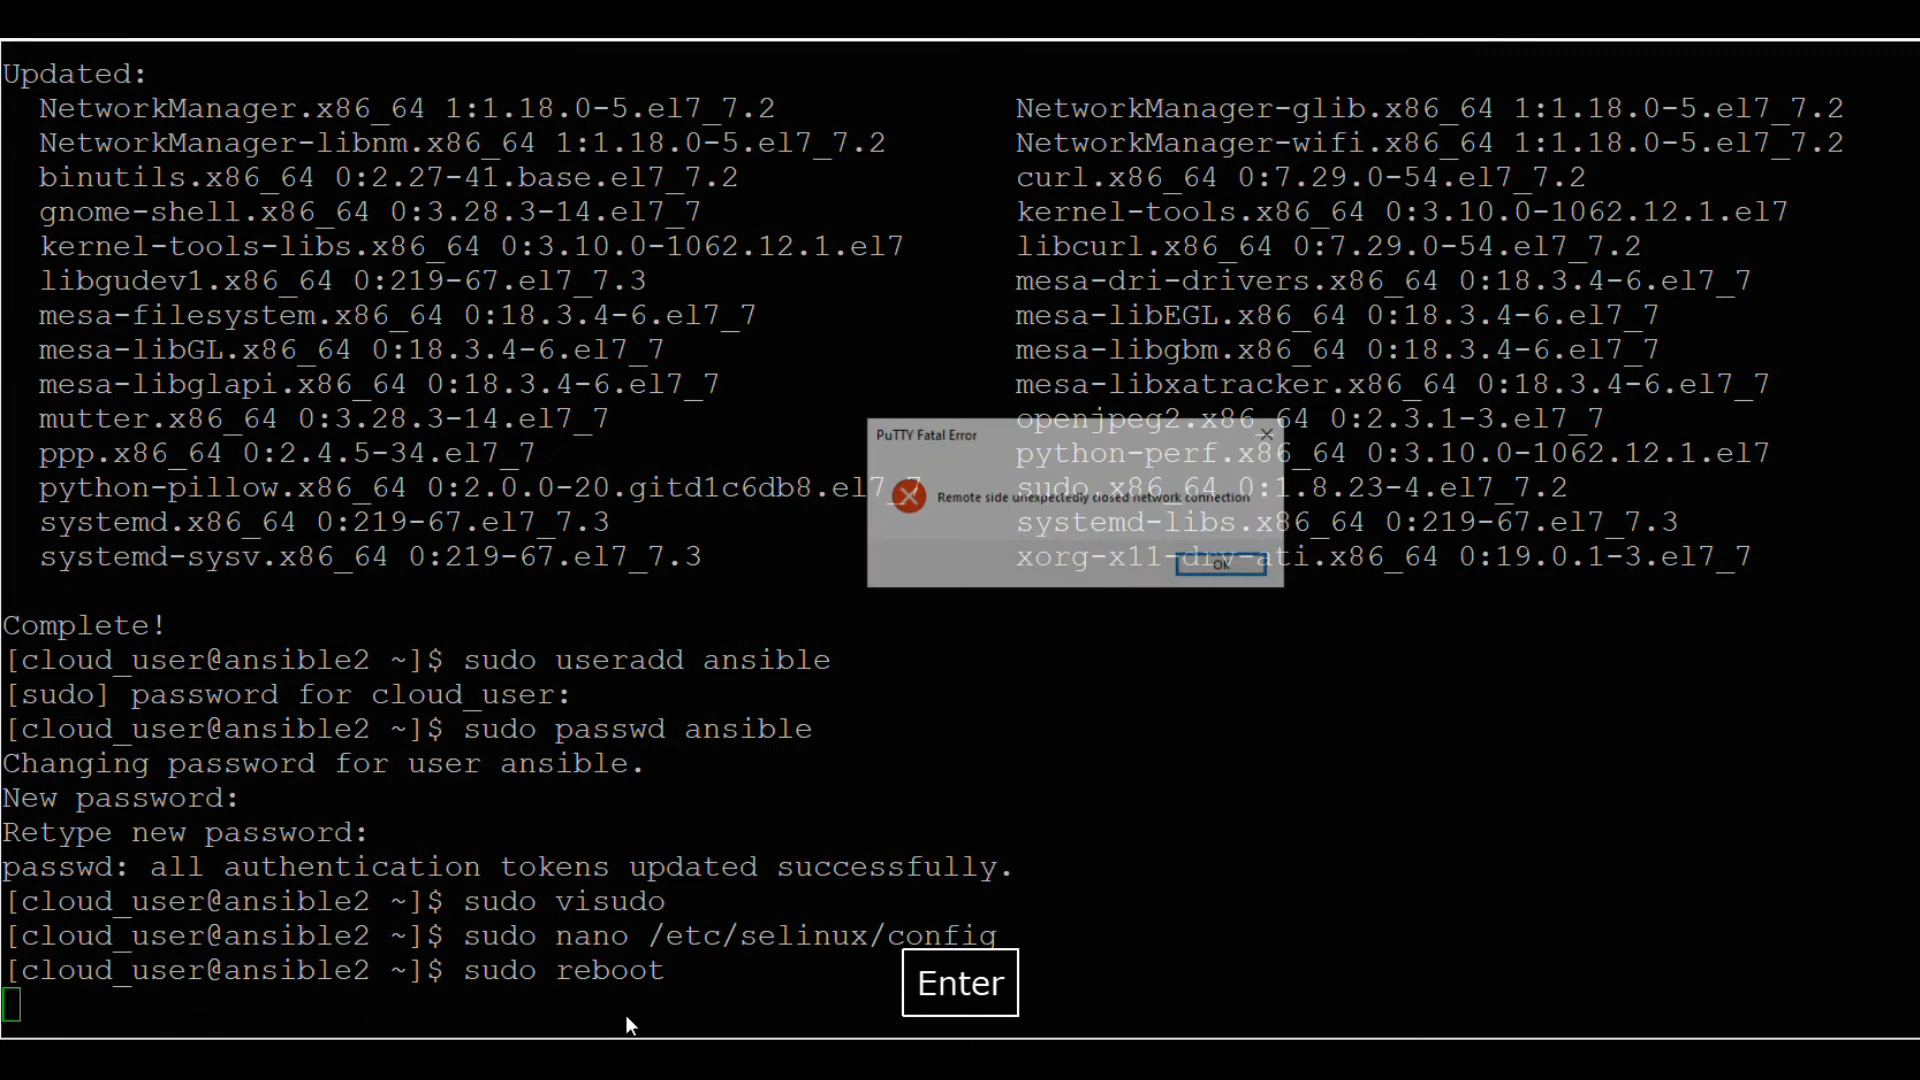 Updated:
NetworkManager.x86_64 1:1.18.0-5.el7_7.2 NetworkManager-glib.x86_64 1:1.18.0-5.el7_7.2
NetworkManager-libnm.x86_64 1:1.18.0-5.el7_7.2 NetworkManager-wifi.x86_64 1:1.18.0-5.el7_7.2
binutils.x86_64 0:2.27-41.base.el7_7.2 curl.x86_64 0:7.29.0-54.el7_7.2
gnome-shell.x86_64 0:3.28.3-14.el7_7 kernel-tools.x86_64 0:3.10.0-1062.12.1.el7
kernel-tools-libs.x86_64 0:3.10.0-1062.12.1.el7 libcurl.x86_64 0:7.29.0-54.el7_7.2
libgudev1.x86_64 0:219-67.el7_7.3 mesa-dri-drivers.x86_64 0:18.3.4-6.el7_7
mesa-filesystem.x86_64 0:18.3.4-6.el7_7 mesa-libEGL.x86_64 0:18.3.4-6.el7_7
mesa-libGL.x86_64 0:18.3.4-6.el7_7 mesa-libgbm.x86_64 0:18.3.4-6.el7_7
mesa-libglapi.x86_64 0:18.3.4-6.el7_7 mesa-libxatracker.x86_64 0:18.3.4-6.el7_7
mutter.x86_64 0:3.28.3-14.el7_7 openjpeg2.x86_64 0:2.3.1-3.el7_7
ppp.x86_64 0:2.4.5-34.el7_7 python-perf.x86_64 0:3.10.0-1062.12.1.el7
python-pillow.x86_64 0:2.0.0-20.gitd1c6db8.el7_7 sudo.x86_64 0:1.8.23-4.el7_7.2
systemd.x86_64 0:219-67.el7_7.3 systemd-libs.x86_64 0:219-67.el7_7.3
systemd-sysv.x86_64 0:219-67.el7_7.3 xorg-x11-drv-ati.x86_64 0:19.0.1-3.el7_7
PuTTY Fatal Error
Remote side unexpectedly closed network connection
OK
Complete!
[cloud_user@ansible2 ~]$ sudo useradd ansible
[sudo] password for cloud_user:
[cloud_user@ansible2 ~]$ sudo passwd ansible
Changing password for user ansible.
New password:
Retype new password:
passwd: all authentication tokens updated successfully.
[cloud_user@ansible2 ~]$ sudo visudo
[cloud_user@ansible2 ~]$ sudo nano /etc/selinux/config
[cloud_user@ansible2 ~]$ sudo reboot
Enter